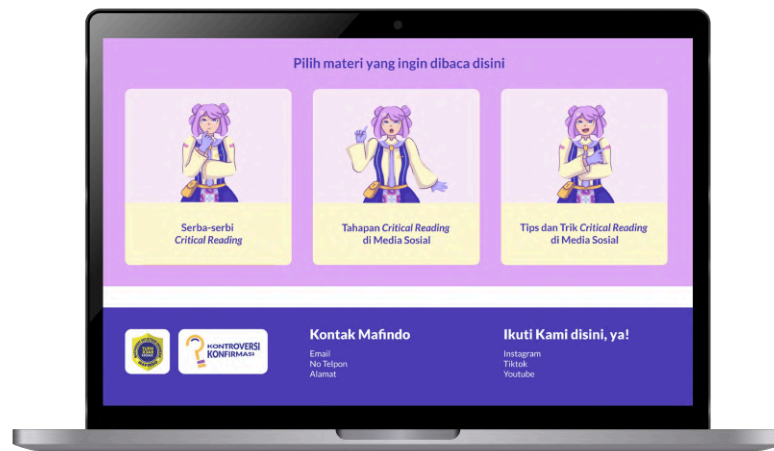 Pilih materi yang ingin dibaca disini
Serba-serbi
Critical Reading
Tahapan Critical Reading
di Media Sosial
Tips dan Trik Critical Reading
di Media Sosial
KONTROVERSI
KONFIRMASI
Kontak Mafindo
Email
No Telpon
Alamat
Ikuti Kami disini, ya!
Instagram
Tiktok
Youtube